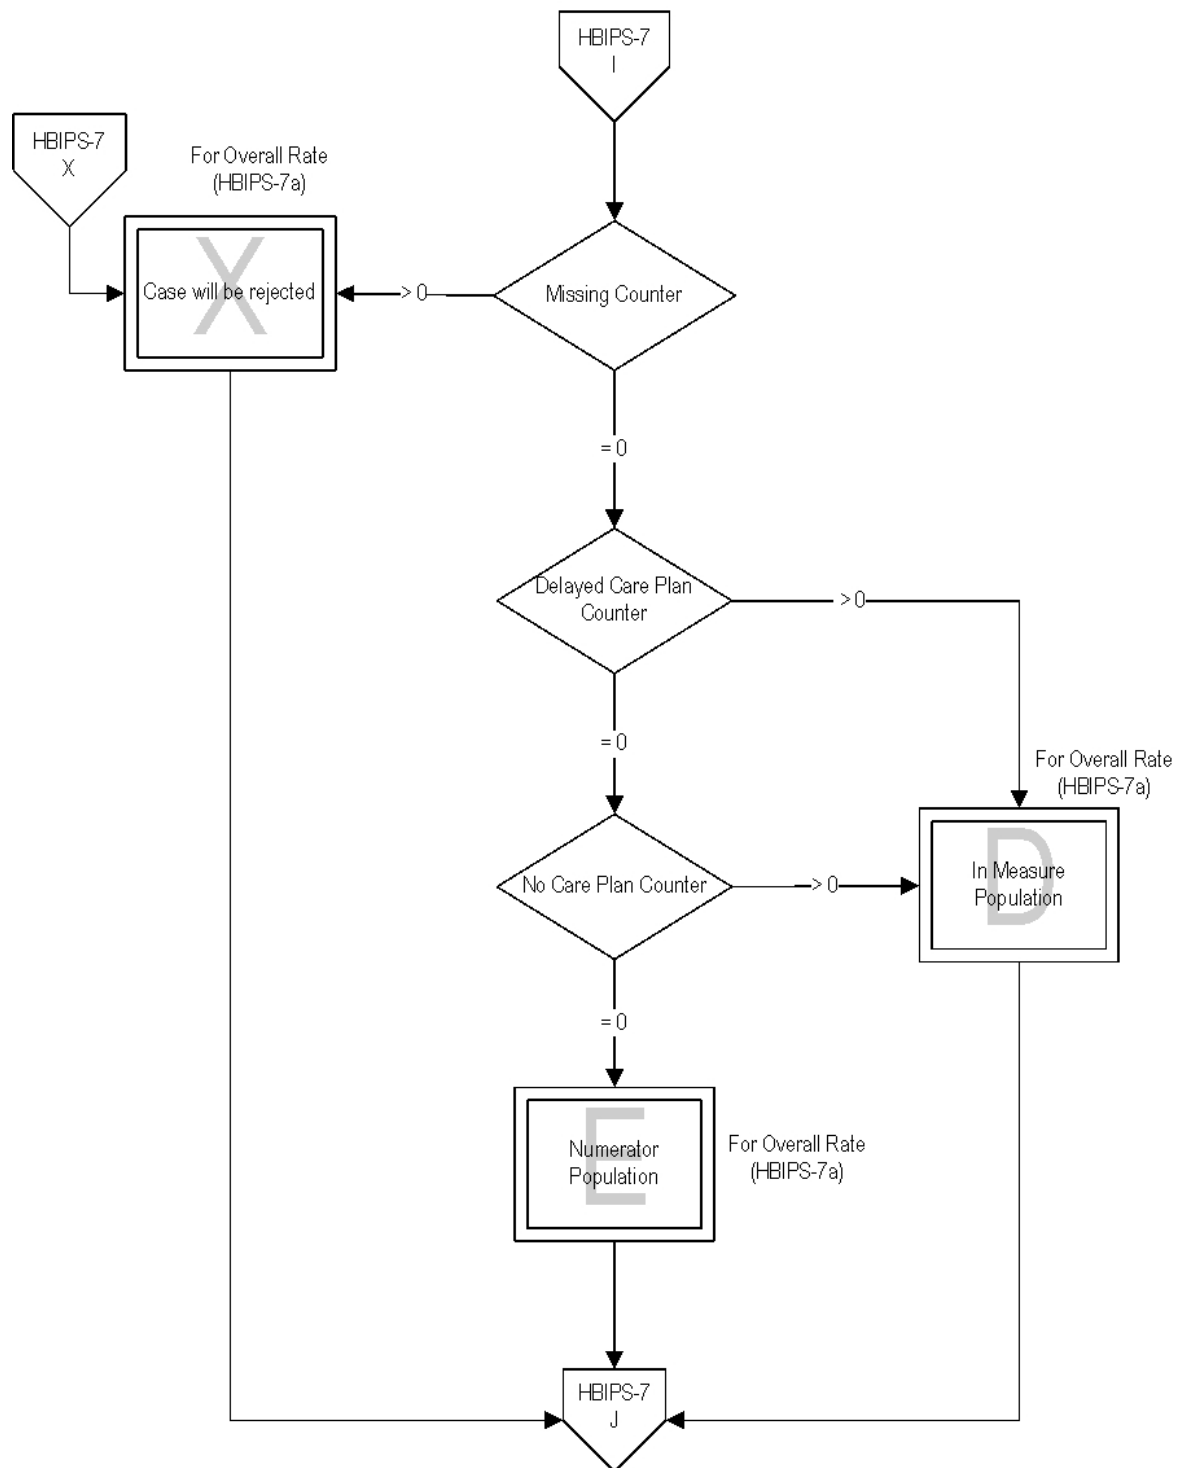 HBIPS-7
I
HBIPS-7
X
For Overall Rate
(HBIPS-7a)
X
Case will be rejected
> 0
Missing Counter
= 0
Delayed Care Plan
Counter
> 0
= 0
For Overall Rate
(HBIPS-7a)
No Care Plan Counter
> 0
D
In Measure
Population
= 0
E
Numerator
Population
For Overall Rate
(HBIPS-7a)
HBIPS-7
J